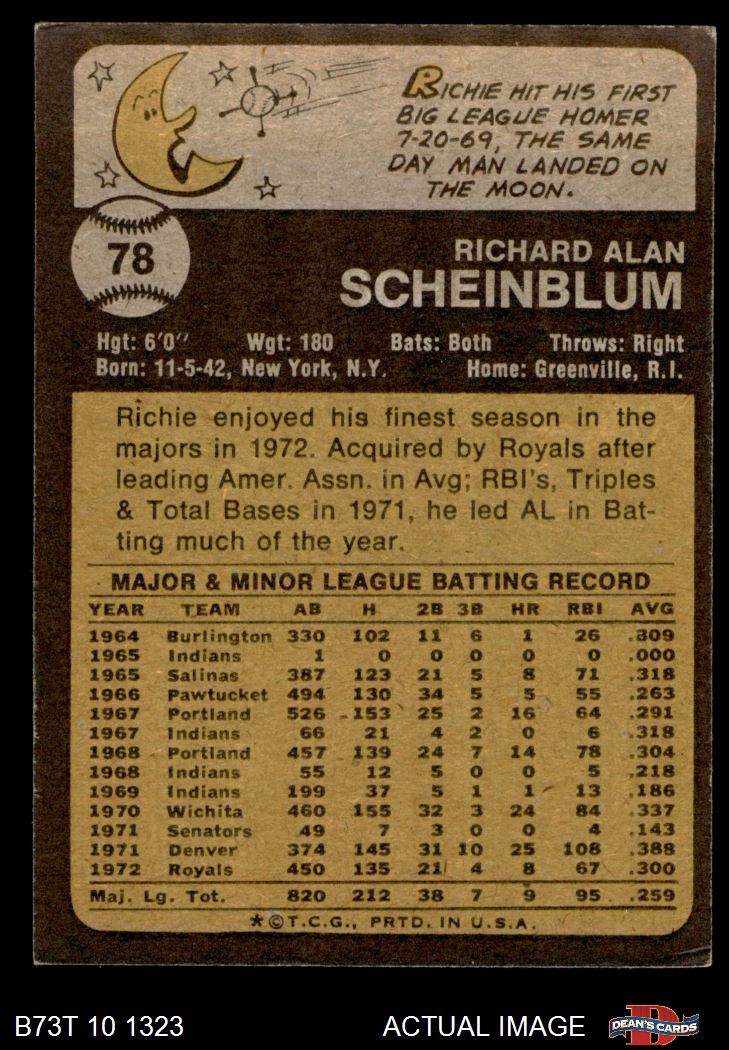 RICHIE HIT HIS FIRST
BIG LEAGUE HOMER
7-20-69, THE SAME
DAY MAN LANDED ON
THE MOON.
78
RICHARD ALAN
SCHEINBLUM
Hgt: 6'0" Wgt: 180 Bats: Both Throws: Right
Born: 11-5-42, New York, N.Y. Home: Greenville, R.I.
Richie enjoyed his finest season in the
majors in 1972. Acquired by Royals after
leading Amer. Assn. in Avg; RBI's, Triples
& Total Bases in 1971, he led AL in Bat-
ting much of the year.
MAJOR & MINOR LEAGUE BATTING RECORD
YEAR TEAM AB H 2B 3B HR RBI AVG
1964 Burlington 330 102 11 6 1 26 .309
1965 Indians 1 0 0 0 0 0 .000
1965 Salinas 387 123 21 5 8 71 .318
1966 Pawtucket 494 130 34 5 5 55 .263
1967 Portland 526 153 25 2 16 64 .291
1967 Indians 66 21 4 2 0 6 .318
1968 Portland 457 139 24 7 14 78 .304
1968 Indians 55 12 5 0 0 5 .218
1969 Indians 199 37 5 1 1 13 .186
1970 Wichita 460 155 32 3 24 84 .337
1971 Senators 49 7 3 0 0 4 .143
1971 Denver 374 145 31 10 25 108 .388
1972 Royals 450 135 21 4 8 67 .300
Maj. Lg. Tot. 820 212 38 7 9 95 .259
*©T.C.G., PRTD. IN U.S.A.
B73T 10 1323 ACTUAL IMAGE DEAN'S CARDS